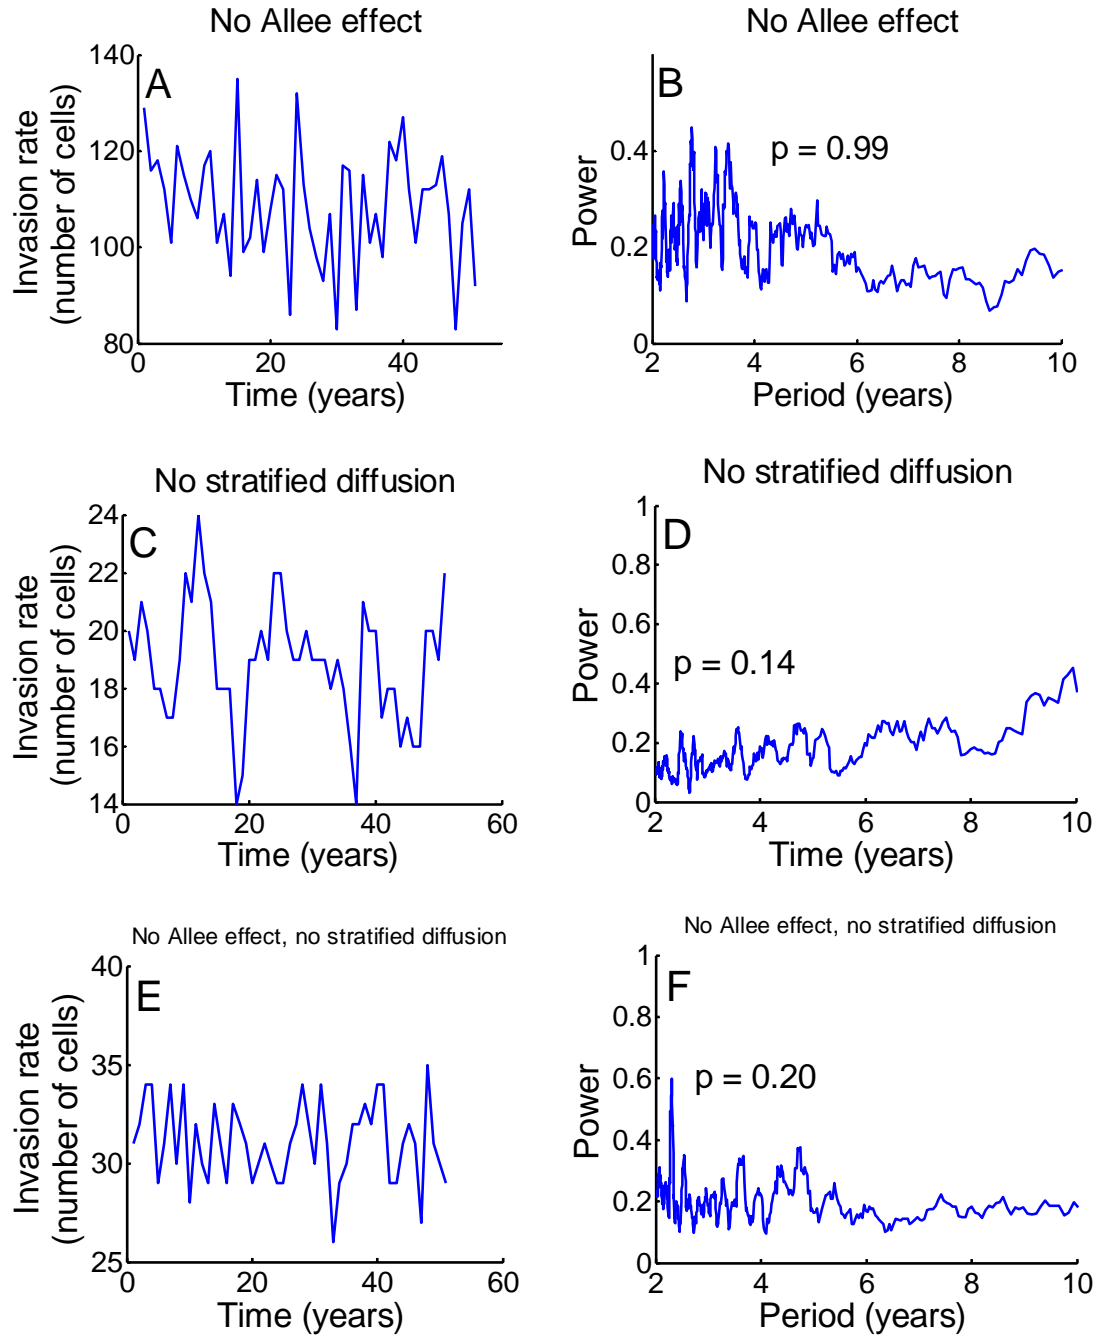 No Allee effect
A
Invasion rate
(number of cells)
140
120
100
80
0
20
40
Time (years)
No Allee effect
B
p = 0.99
Power
0.4
0.2
0
2
4
6
8
10
Period (years)
No stratified diffusion
C
Invasion rate
(number of cells)
24
22
20
18
16
14
0
20
40
60
Time (years)
No stratified diffusion
D
p = 0.14
Power
1
0.8
0.6
0.4
0.2
0
2
4
6
8
10
Time (years)
No Allee effect, no stratified diffusion
E
Invasion rate
(number of cells)
40
35
30
25
0
20
40
60
Time (years)
No Allee effect, no stratified diffusion
F
p = 0.20
Power
1
0.8
0.6
0.4
0.2
0
2
4
6
8
10
Period (years)